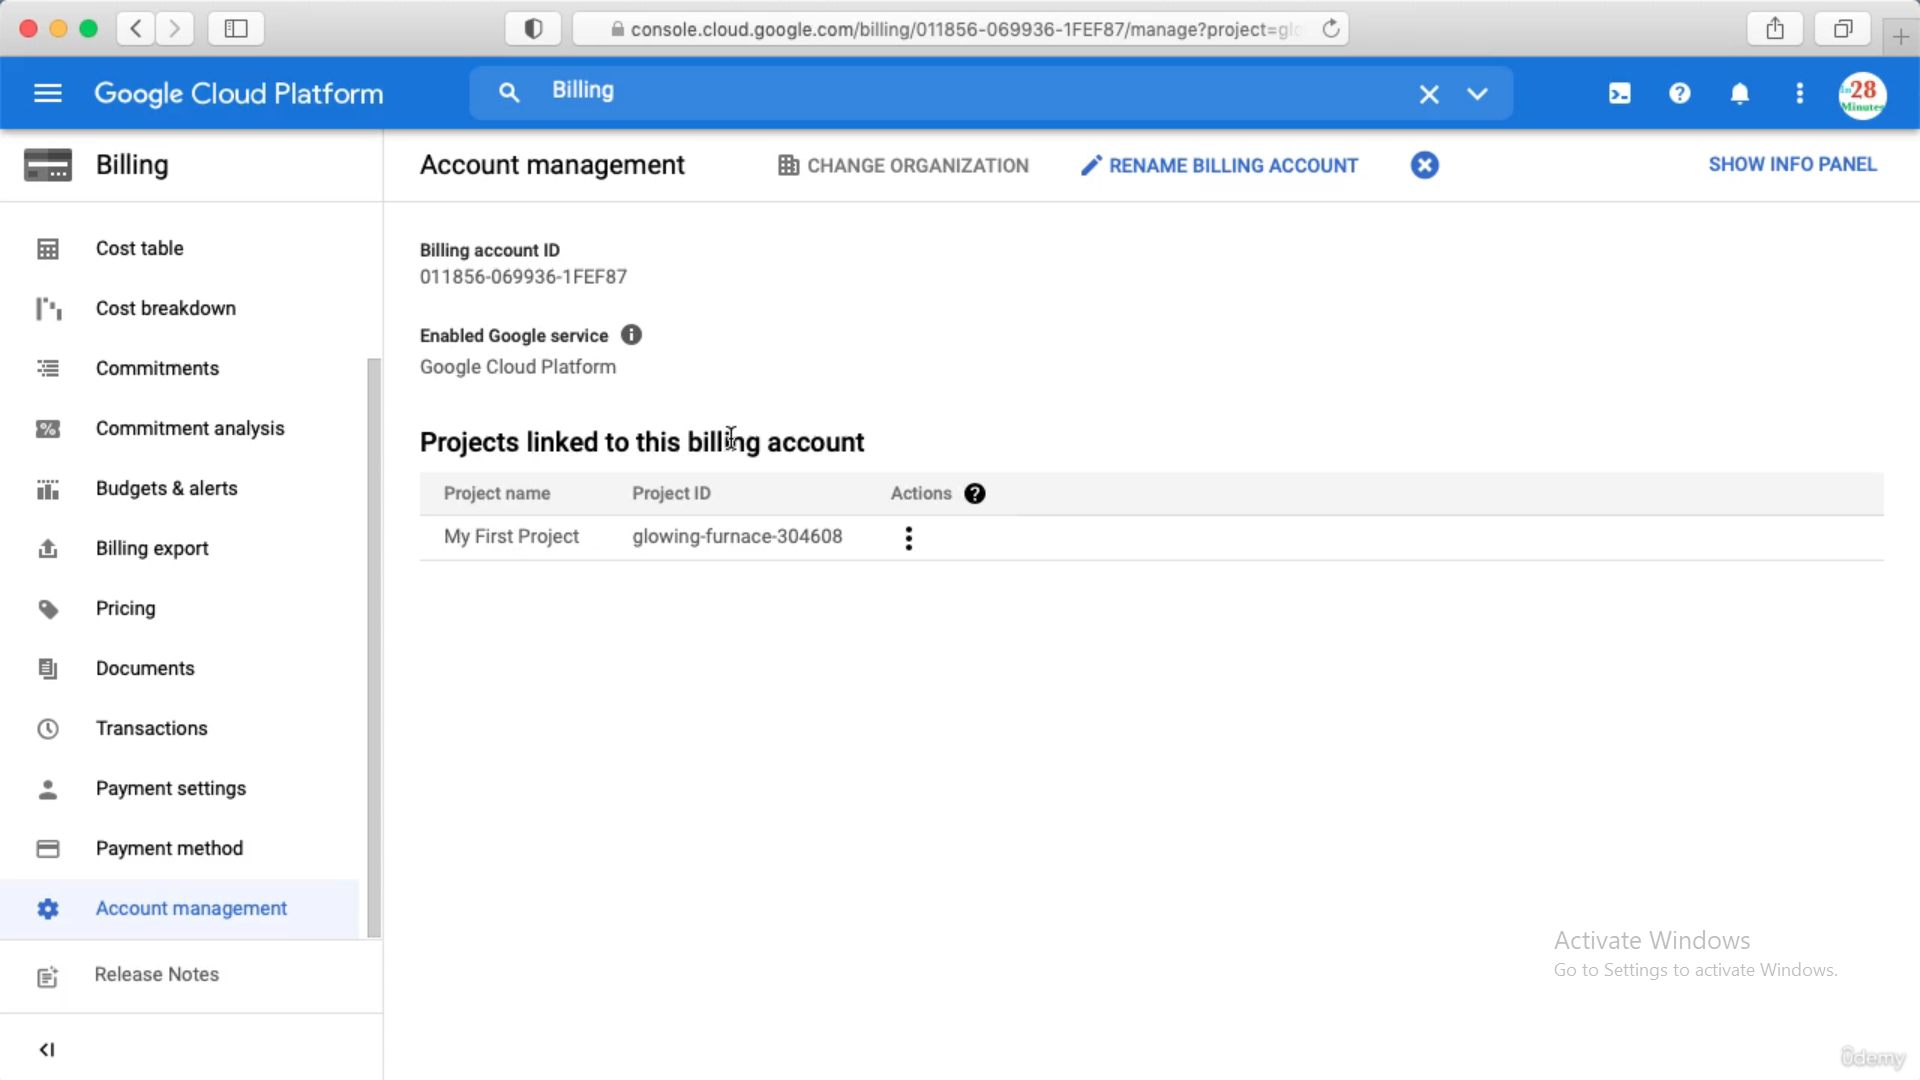 console.cloud.google.com/billing/011856-069936-1FEF87/manage?project=glo
Google Cloud Platform
Billing
28
Minutes
Billing
Account management
CHANGE ORGANIZATION
RENAME BILLING ACCOUNT
SHOW INFO PANEL
Cost table
Cost breakdown
Commitments
Commitment analysis
Budgets & alerts
Billing export
Pricing
Documents
Transactions
Payment settings
Payment method
Account management
Release Notes
Billing account ID
011856-069936-1FEF87
Enabled Google service
Google Cloud Platform
Projects linked to this billing account
Project name Project ID Actions
My First Project glowing-furnace-304608
Activate Windows
Go to Settings to activate Windows.
ûdemy